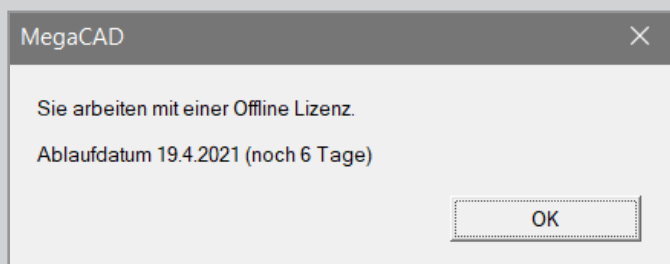 MegaCAD
Sie arbeiten mit einer Offline Lizenz.
Ablaufdatum 19.4.2021 (noch 6 Tage)
OK